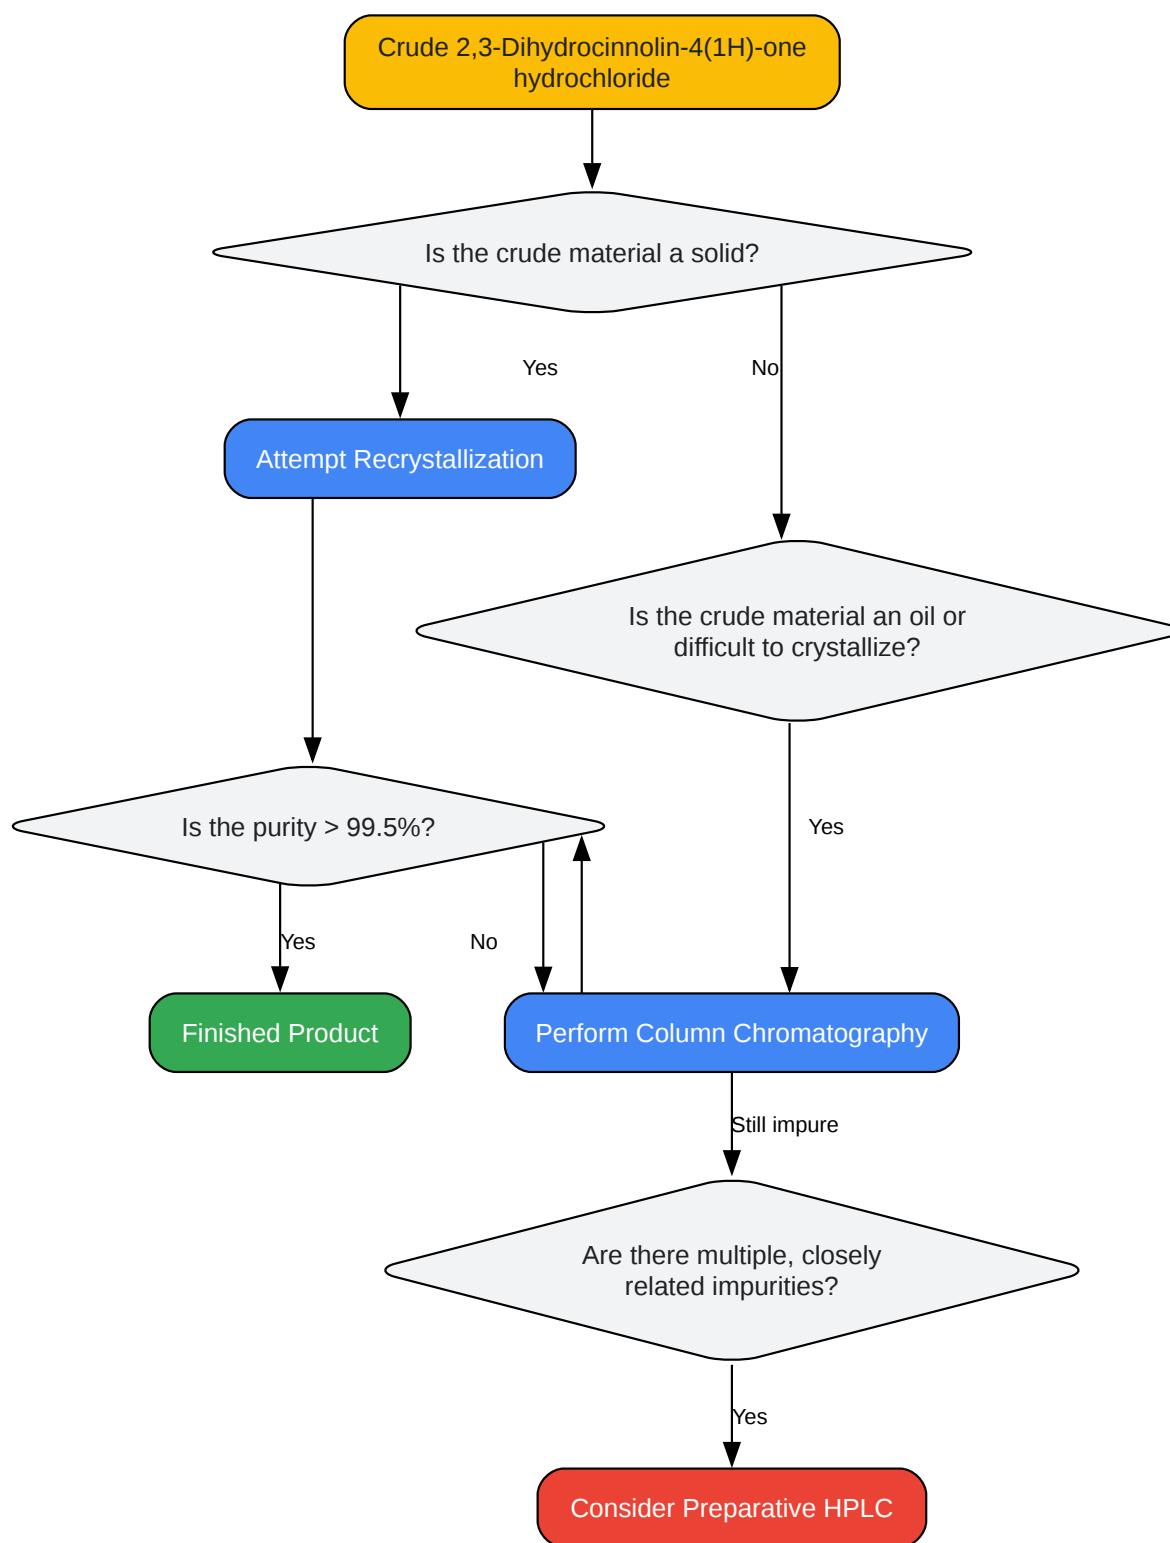 Crude 2,3-Dihydrocinnolin-4(1H)-one
hydrochloride
Is the crude material a solid?
Yes
No
Attempt Recrystallization
Is the crude material an oil or
difficult to crystallize?
Is the purity > 99.5%?
Yes
Yes
No
Finished Product
Perform Column Chromatography
Still impure
Are there multiple, closely
related impurities?
Yes
Consider Preparative HPLC